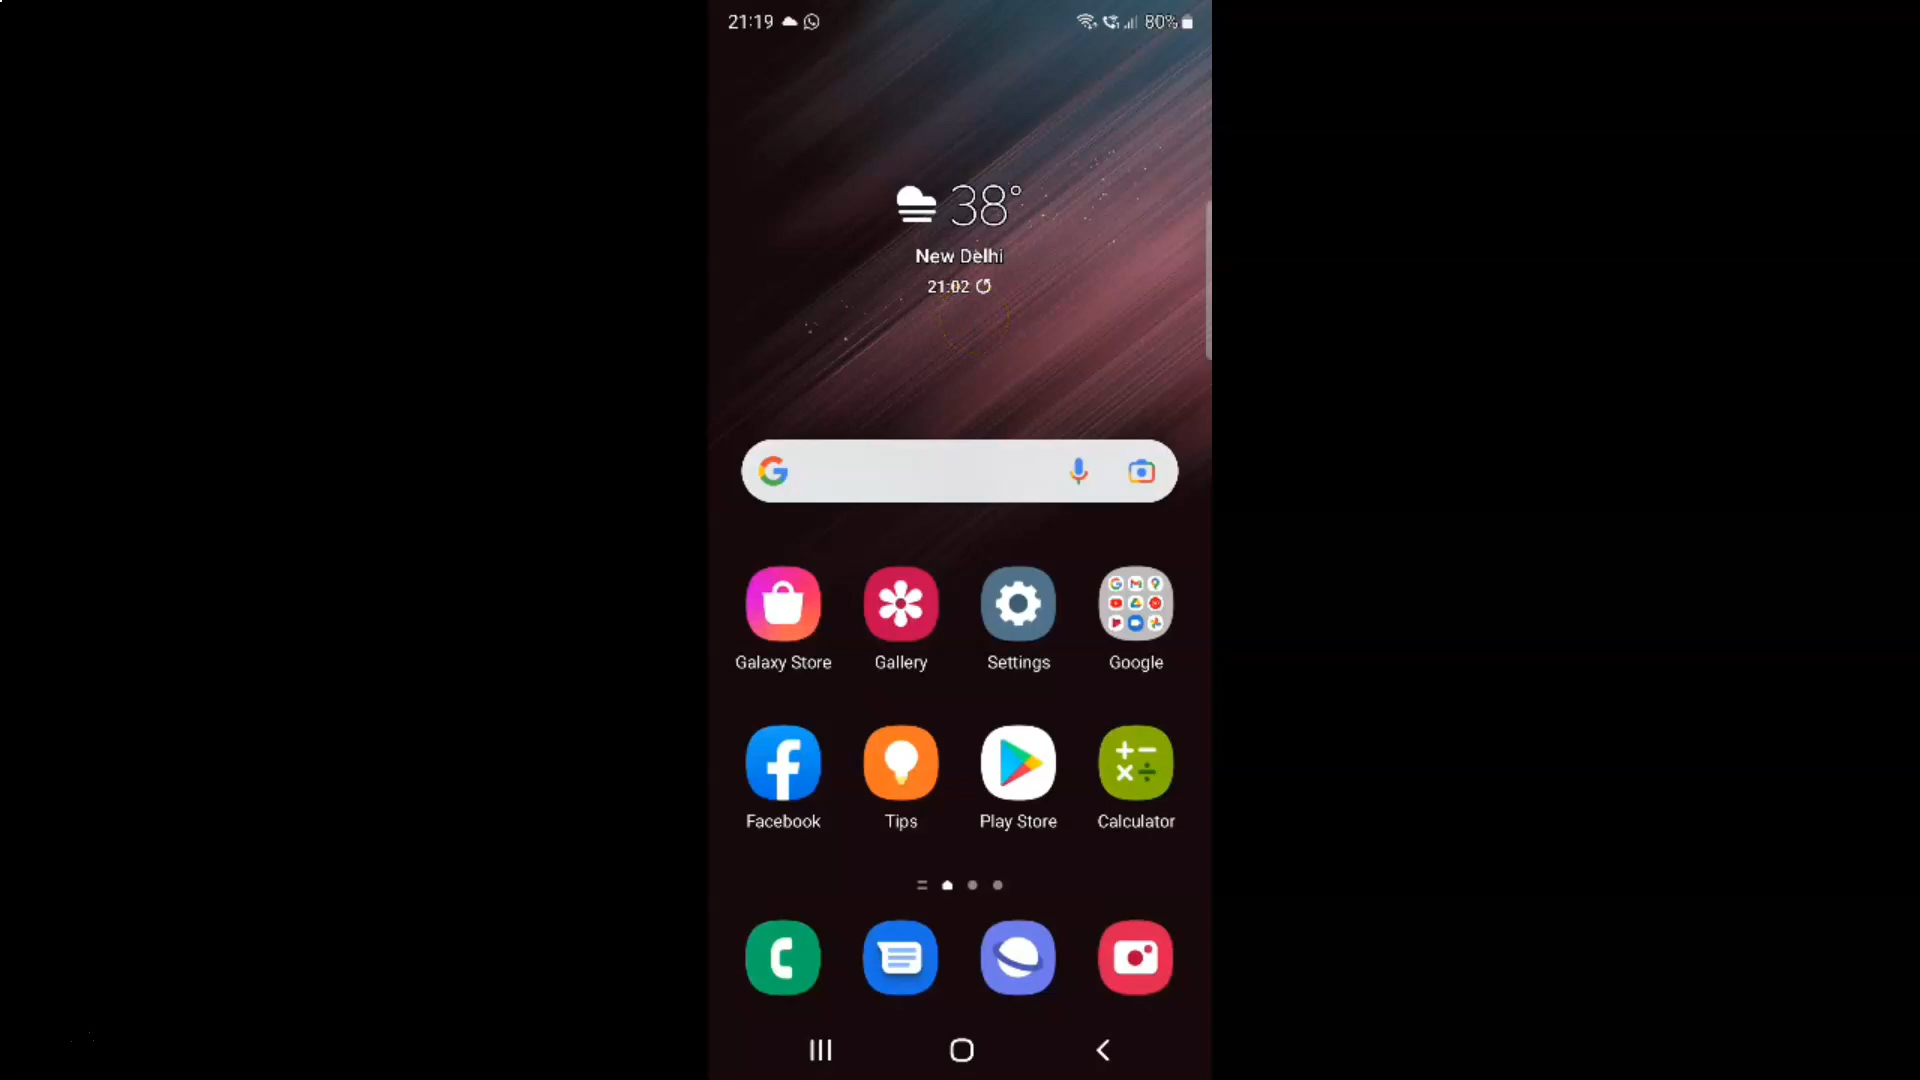 21:19
80%
38°
New Delhi
21:02
Galaxy Store Gallery Settings Google
Facebook Tips Play Store Calculator